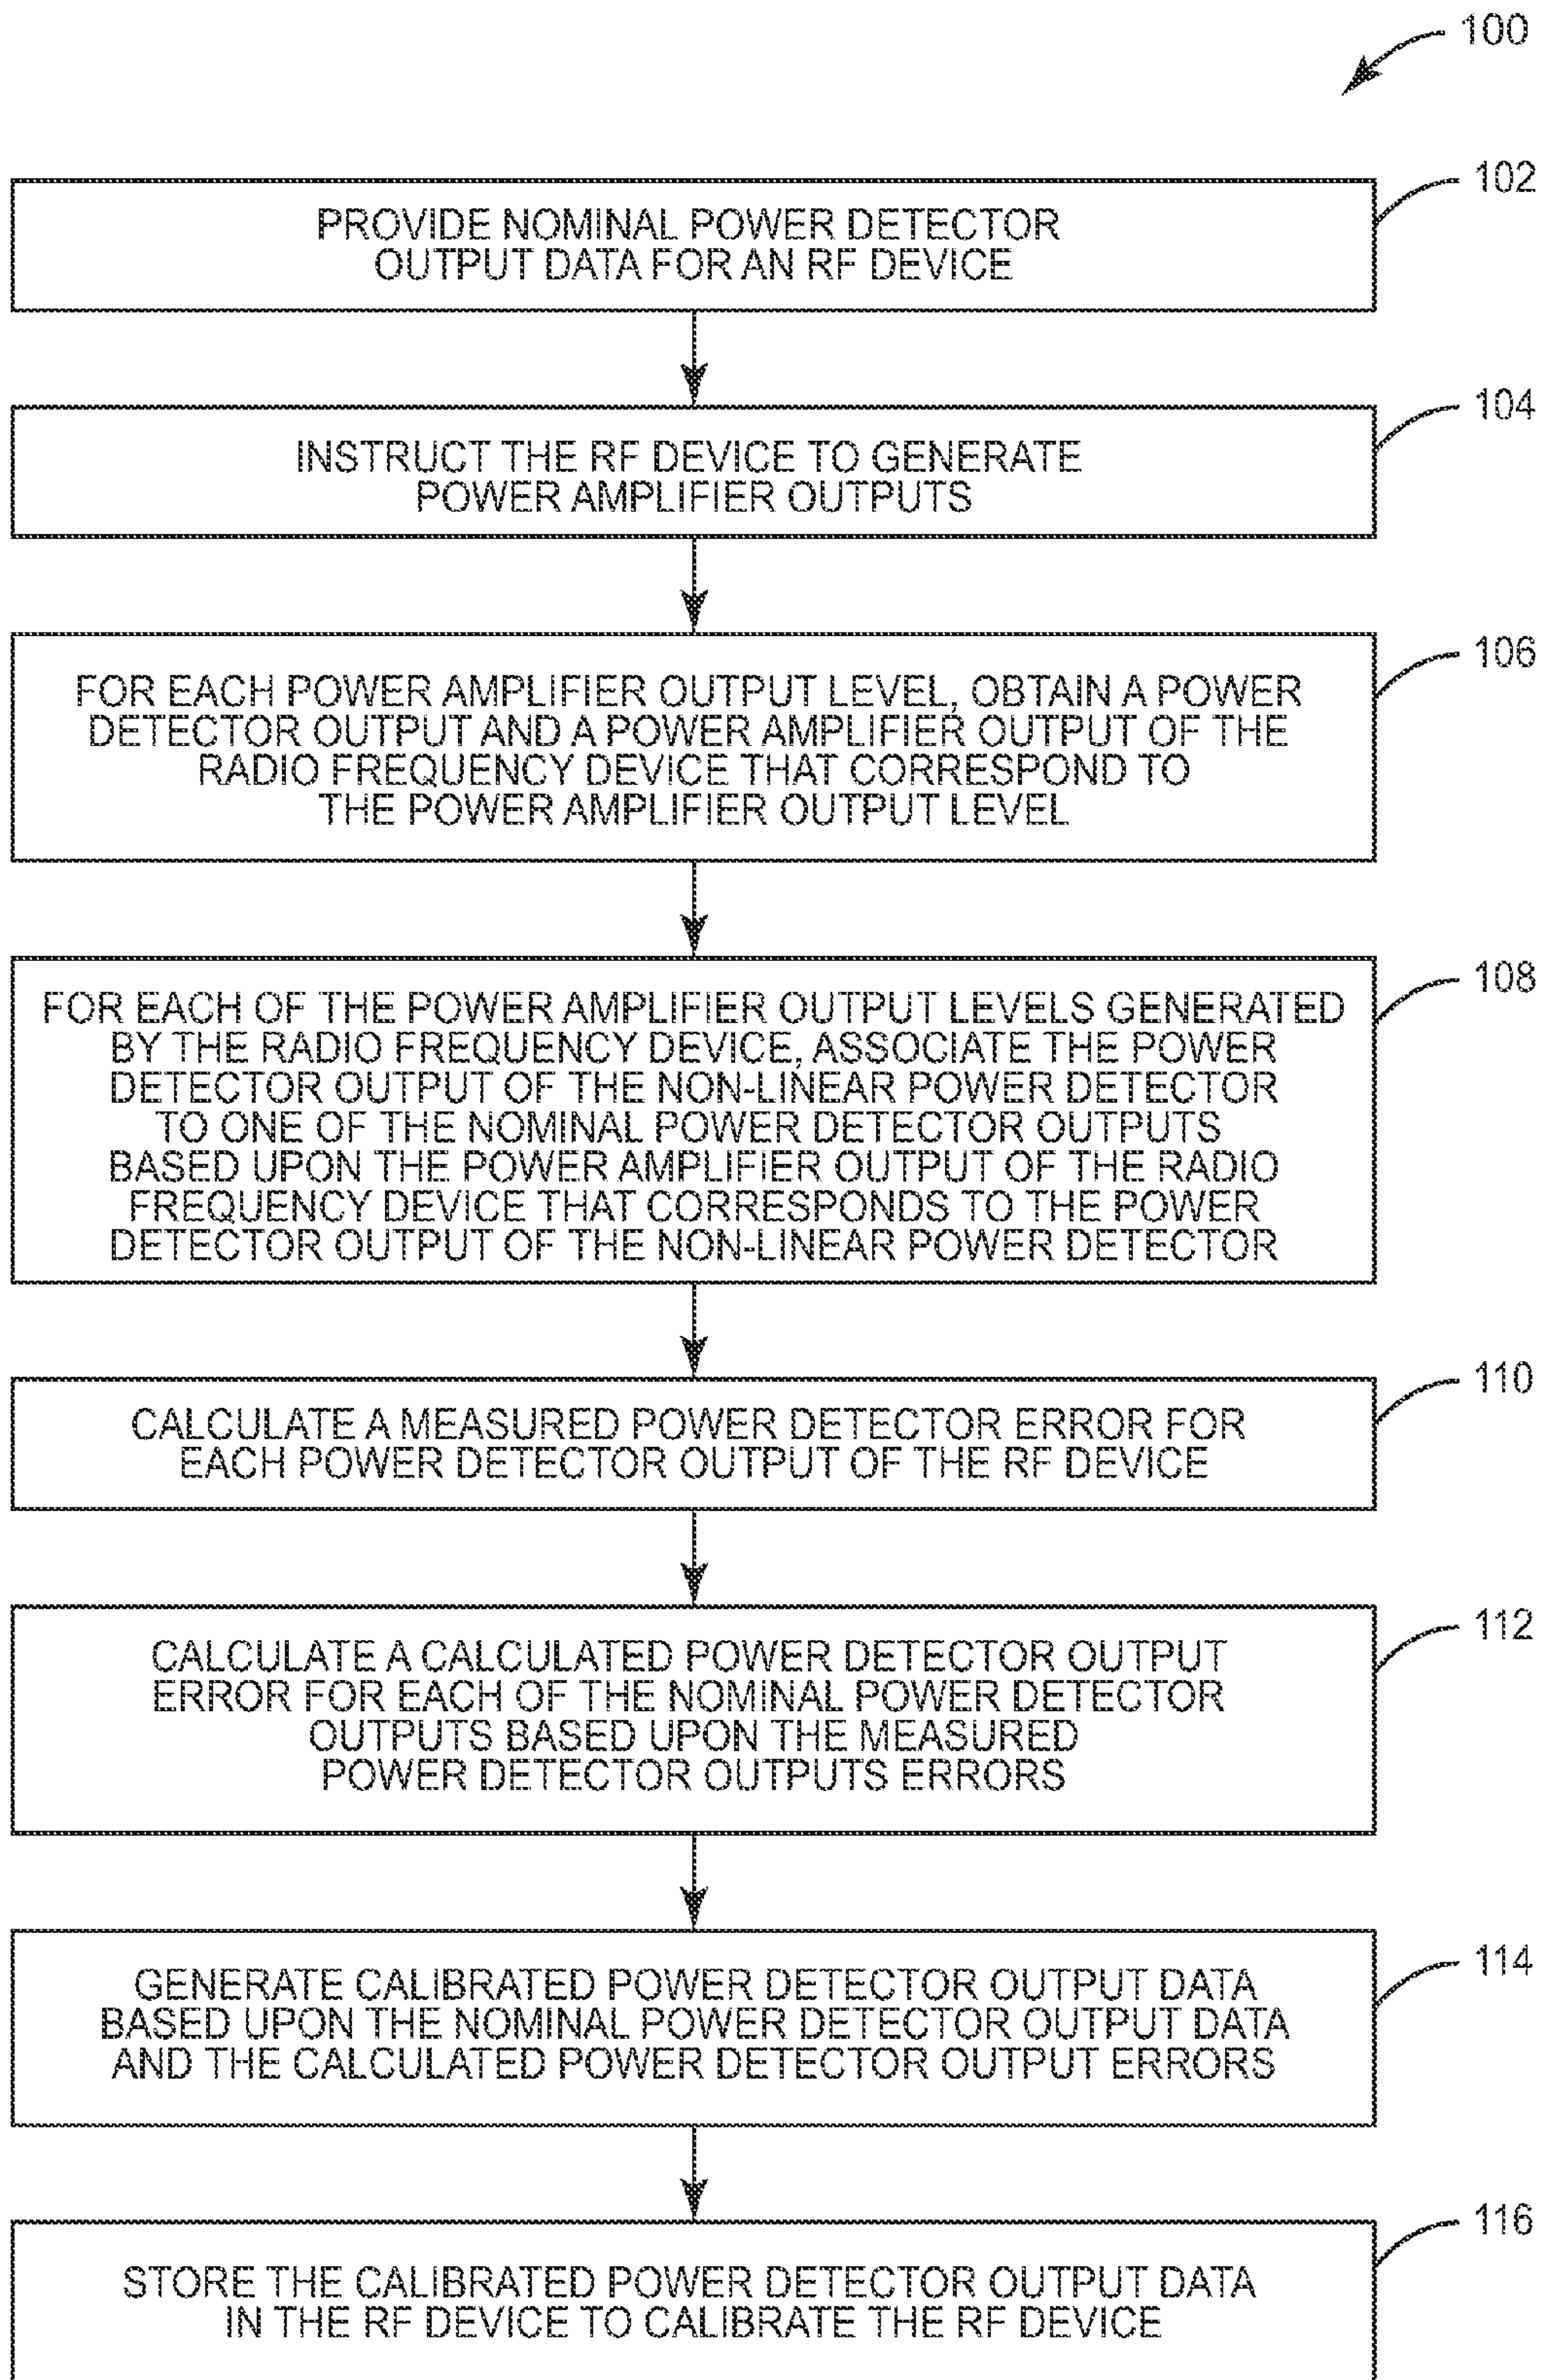 100
102
PROVIDE NOMINAL POWER DETECTOR
OUTPUT DATA FOR AN RF DEVICE
104
INSTRUCT THE RF DEVICE TO GENERATE
POWER AMPLIFIER OUTPUTS
106
FOR EACH POWER AMPLIFIER OUTPUT LEVEL, OBTAIN A POWER
DETECTOR OUTPUT AND A POWER AMPLIFIER OUTPUT OF THE
RADIO FREQUENCY DEVICE THAT CORRESPOND TO
THE POWER AMPLIFIER OUTPUT LEVEL
108
FOR EACH OF THE POWER AMPLIFIER OUTPUT LEVELS GENERATED
BY THE RADIO FREQUENCY DEVICE, ASSOCIATE THE POWER
DETECTOR OUTPUT OF THE NON-LINEAR POWER DETECTOR
TO ONE OF THE NOMINAL POWER DETECTOR OUTPUTS
BASED UPON THE POWER AMPLIFIER OUTPUT OF THE RADIO
FREQUENCY DEVICE THAT CORRESPONDS TO THE POWER
DETECTOR OUTPUT OF THE NON-LINEAR POWER DETECTOR
110
CALCULATE A MEASURED POWER DETECTOR ERROR FOR
EACH POWER DETECTOR OUTPUT OF THE RF DEVICE
112
CALCULATE A CALCULATED POWER DETECTOR OUTPUT
ERROR FOR EACH OF THE NOMINAL POWER DETECTOR
OUTPUTS BASED UPON THE MEASURED
POWER DETECTOR OUTPUTS ERRORS
114
GENERATE CALIBRATED POWER DETECTOR OUTPUT DATA
BASED UPON THE NOMINAL POWER DETECTOR OUTPUT DATA
AND THE CALCULATED POWER DETECTOR OUTPUT ERRORS
116
STORE THE CALIBRATED POWER DETECTOR OUTPUT DATA
IN THE RF DEVICE TO CALIBRATE THE RF DEVICE